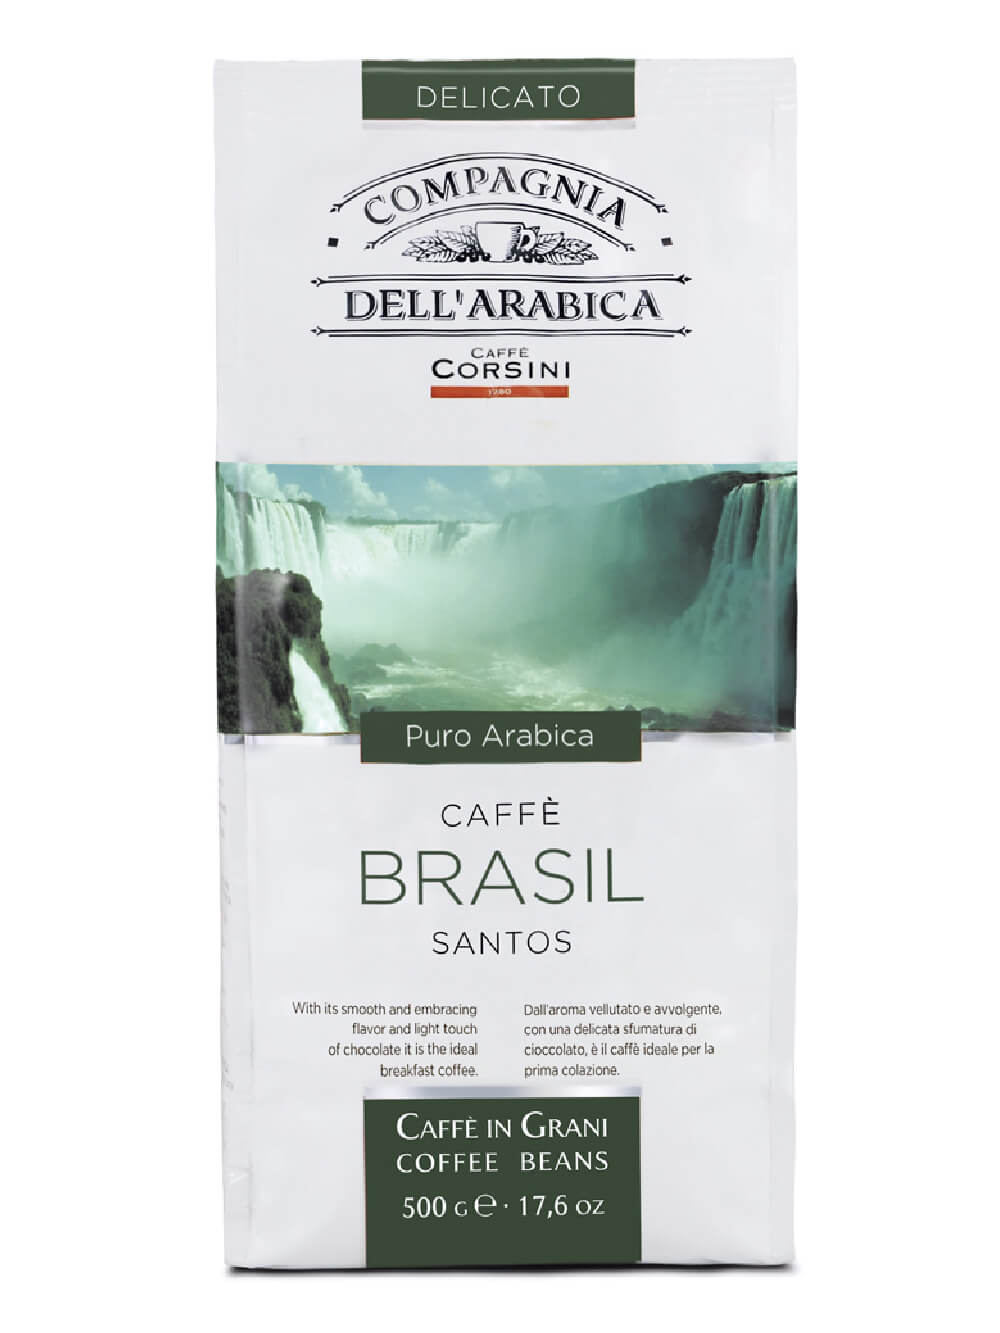 DELICATO
COMPAGNIA
DELL'ARABICA
CAFFÈ
CORSINI
Puro Arabica
CAFFÈ
BRASIL
SANTOS
With its smooth and embracing
flavor and light touch
of chocolate it is the ideal
breakfast coffee.
Dall'aroma vellutato e avvolgente,
con una delicata sfumatura di
cioccolato, è il caffè ideale per la
prima colazione.
CAFFÈ IN GRANI
COFFEE BEANS
500 G ℮ · 17,6 OZ